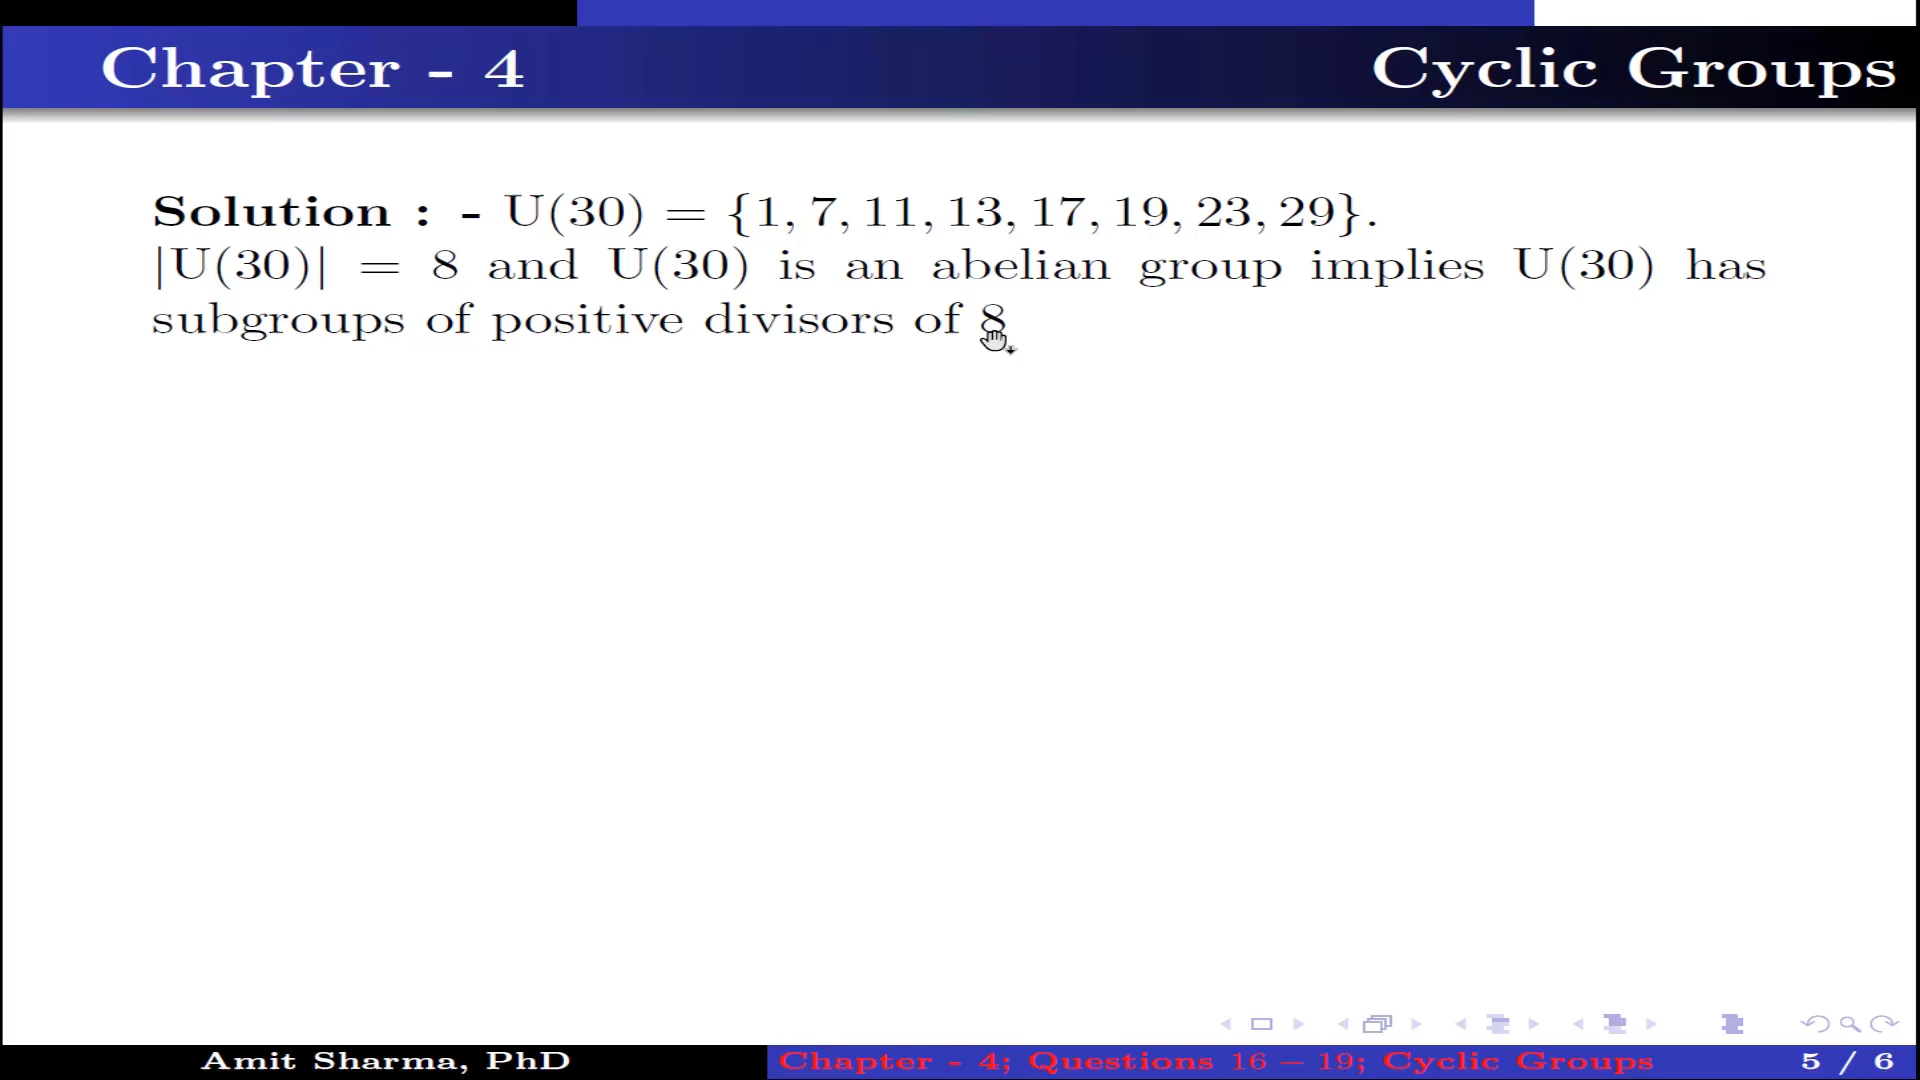 Chapter - 4 Cyclic Groups
Solution : - U(30) = {1, 7, 11, 13, 17, 19, 23, 29}.
|U(30)| = 8 and U(30) is an abelian group implies U(30) has
subgroups of positive divisors of 8
Amit Sharma, PhD Chapter - 4; Questions 16 – 19; Cyclic Groups 5 / 6